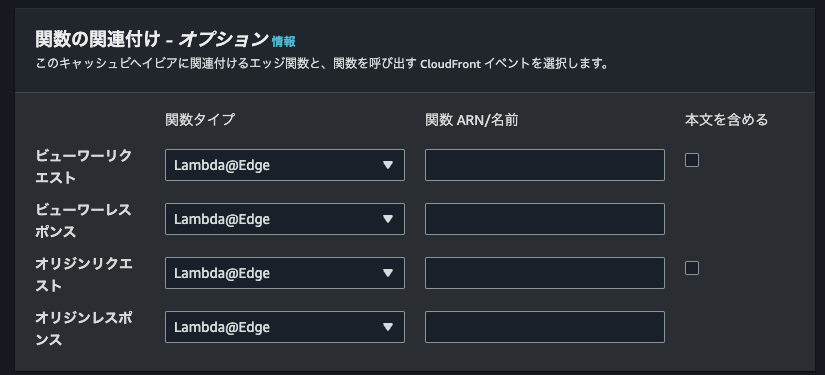 関数の関連付け - オプション 情報
このキャッシュビヘイビアに関連付けるエッジ関数と、関数を呼び出す CloudFront イベントを選択します。
関数タイプ 関数 ARN/名前 本文を含める
ビューワーリク
エスト
Lambda@Edge
ビューワーレス
ポンス
Lambda@Edge
オリジンリクエ
スト
Lambda@Edge
オリジンレスポ
ンス
Lambda@Edge